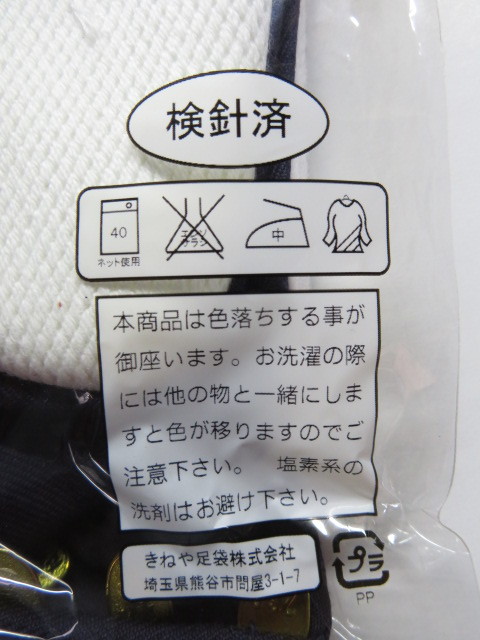 検針済
40
ネット使用
エンソ
サラシ
中
本商品は色落ちする事が
御座います。お洗濯の際
には他の物と一緒にしま
すと色が移りますのでご
注意下さい。 塩素系の
洗剤はお避け下さい。
きねや足袋株式会社
埼玉県熊谷市問屋3-1-7
プラ
PP